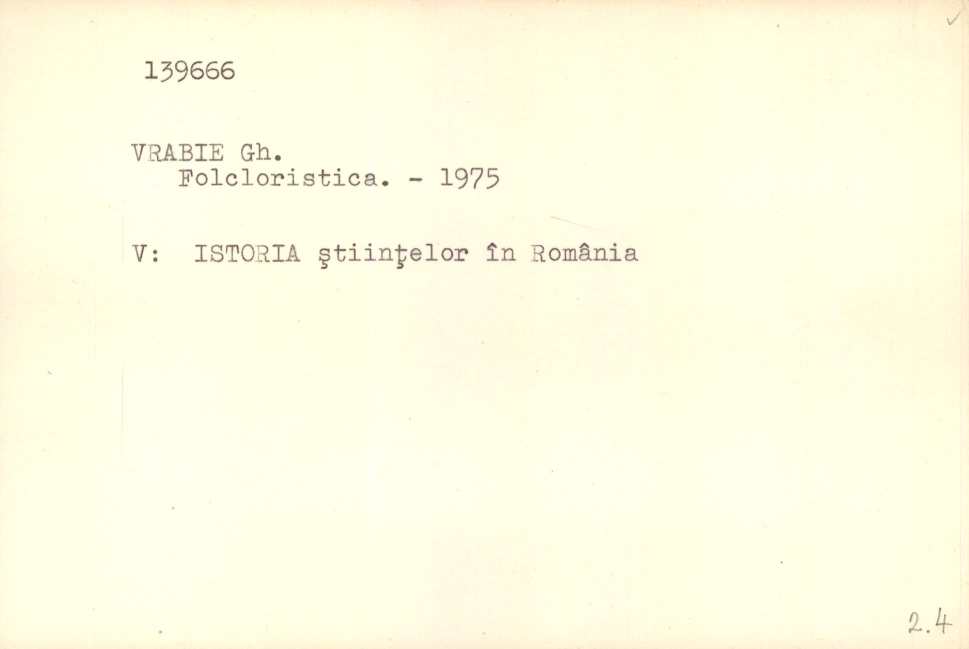 139666
VRABIE Gh.
Folcloristica. - 1975
V: ISTORIA ştiinţelor în România
2.4